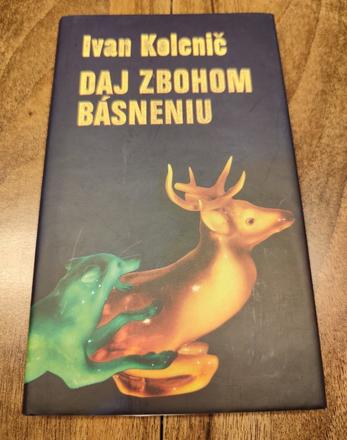 Ivan Kolenič
DAJ ZBOHOM
BÁSNENIU